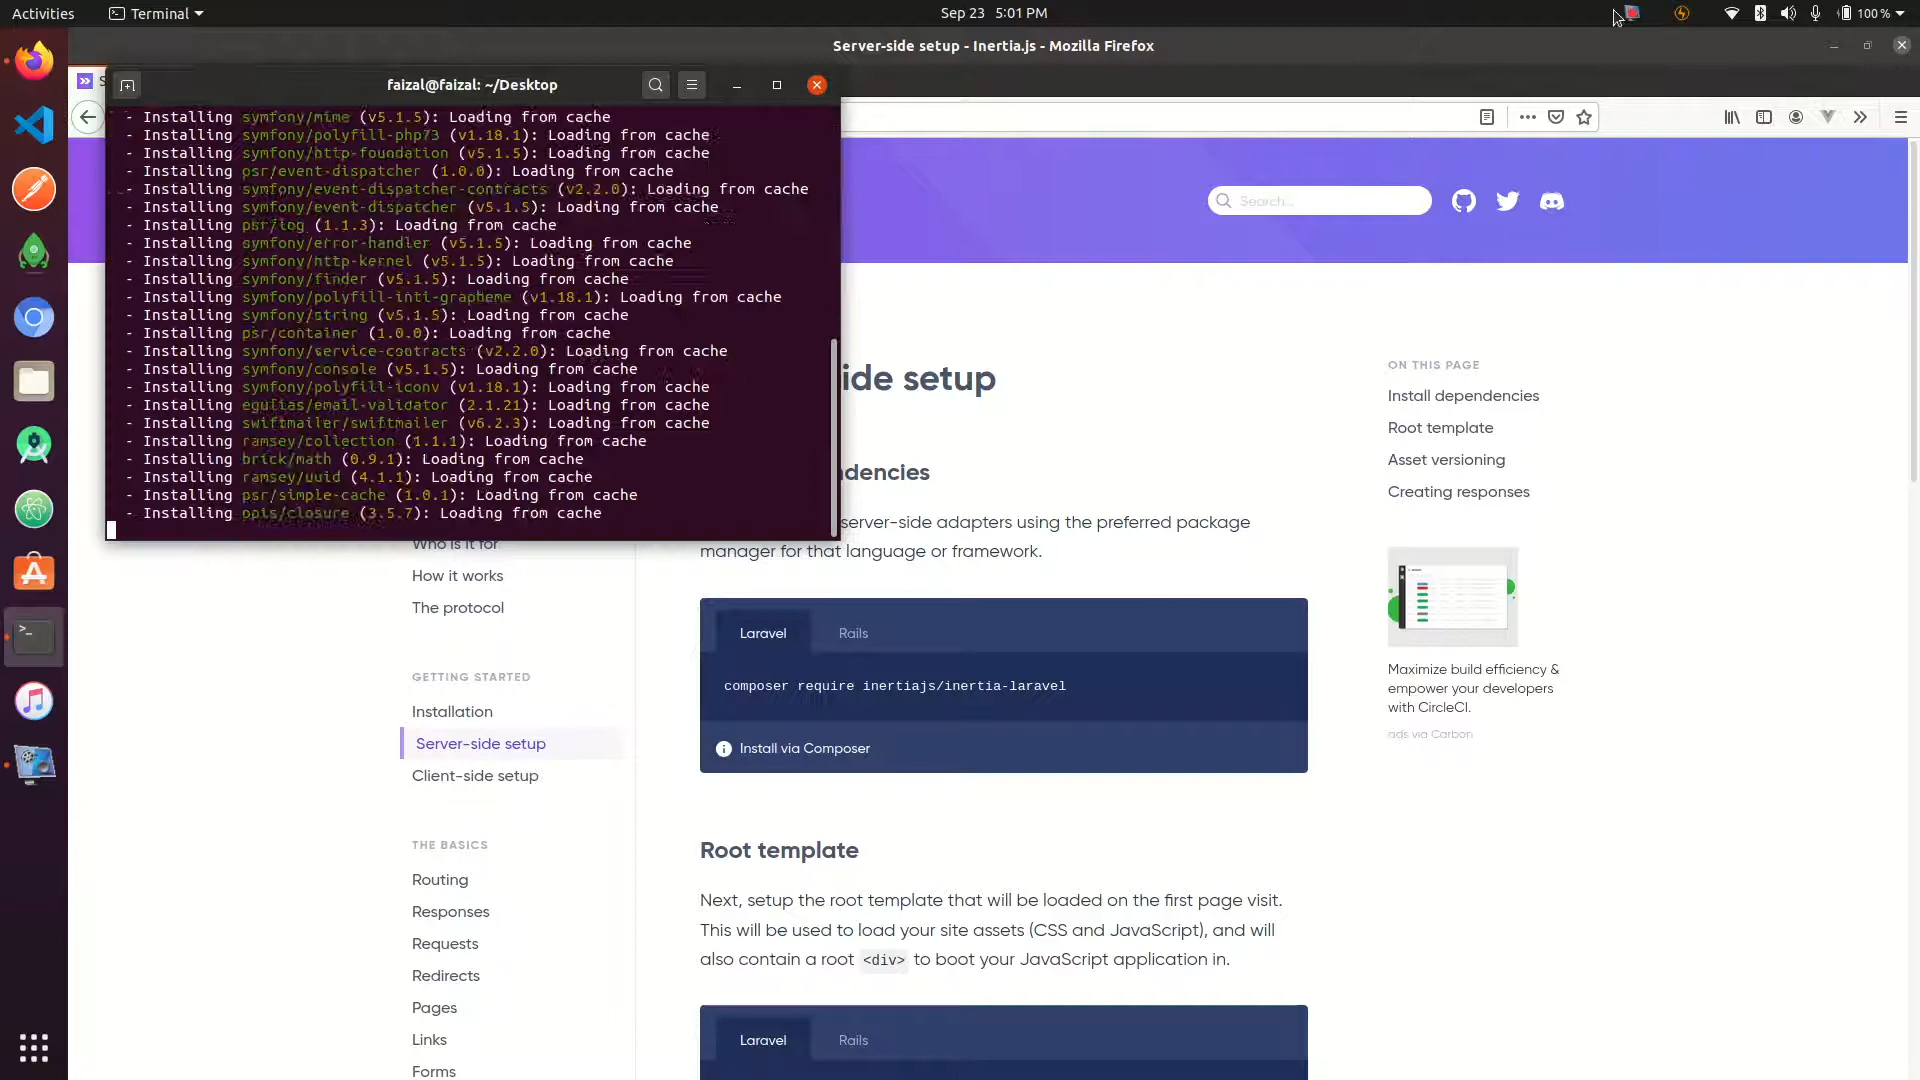 Activities
Terminal
Sep 23 5:01 PM
100 %
Server-side setup - Inertia.js - Mozilla Firefox
faizal@faizal: ~/Desktop
- Installing symfony/mime (v5.1.5): Loading from cache
- Installing symfony/polyfill-php73 (v1.18.1): Loading from cache
- Installing symfony/http-foundation (v5.1.5): Loading from cache
- Installing psr/event-dispatcher (1.0.0): Loading from cache
- Installing symfony/event-dispatcher-contracts (v2.2.0): Loading from cache
- Installing symfony/event-dispatcher (v5.1.5): Loading from cache
- Installing psr/log (1.1.3): Loading from cache
- Installing symfony/error-handler (v5.1.5): Loading from cache
- Installing symfony/http-kernel (v5.1.5): Loading from cache
- Installing symfony/finder (v5.1.5): Loading from cache
- Installing symfony/polyfill-intl-grapheme (v1.18.1): Loading from cache
- Installing symfony/string (v5.1.5): Loading from cache
- Installing psr/container (1.0.0): Loading from cache
- Installing symfony/service-contracts (v2.2.0): Loading from cache
- Installing symfony/console (v5.1.5): Loading from cache
- Installing symfony/polyfill-iconv (v1.18.1): Loading from cache
- Installing egulias/email-validator (2.1.21): Loading from cache
- Installing swiftmailer/swiftmailer (v6.2.3): Loading from cache
- Installing ramsey/collection (1.1.1): Loading from cache
- Installing brick/math (0.9.1): Loading from cache
- Installing ramsey/uuid (4.1.1): Loading from cache
- Installing psr/simple-cache (1.0.1): Loading from cache
- Installing opis/closure (3.5.7): Loading from cache
Search...
Who is it for
How it works
The protocol
GETTING STARTED
Installation
Server-side setup
Client-side setup
THE BASICS
Routing
Responses
Requests
Redirects
Pages
Links
Forms
ide setup
ndencies
server-side adapters using the preferred package
manager for that language or framework.
Laravel Rails
composer require inertiajs/inertia-laravel
Install via Composer
Root template
Next, setup the root template that will be loaded on the first page visit.
This will be used to load your site assets (CSS and JavaScript), and will
also contain a root <div> to boot your JavaScript application in.
Laravel Rails
ON THIS PAGE
Install dependencies
Root template
Asset versioning
Creating responses
Maximize build efficiency &
empower your developers
with CircleCI.
ads via Carbon